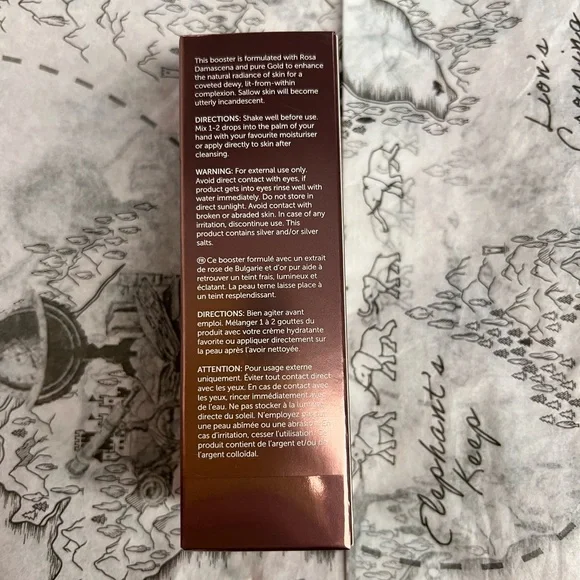 This booster is formulated with Rosa
Damascena and pure Gold to enhance
the natural radiance of skin for a
coveted dewy, lit-from-within
complexion. Sallow skin will become
utterly incandescent.
DIRECTIONS: Shake well before use.
Mix 1-2 drops into the palm of your
hand with your favourite moisturiser
or apply directly to skin after
cleansing.
WARNING: For external use only.
Avoid direct contact with eyes, if
product gets into eyes rinse well with
water immediately. Do not store in
direct sunlight. Avoid contact with
broken or abraded skin. In case of any
irritation, discontinue use. This
product contains silver and/or silver
salts.
FR Ce booster formulé avec un extrait
de rose de Bulgarie et d'or pur aide à
retrouver un teint frais, lumineux et
éclatant. La peau terne laisse place à
un teint resplendissant.
DIRECTIONS: Bien agiter avant
emploi. Mélanger 1 à 2 gouttes du
produit avec votre crème hydratante
favorite ou appliquer directement sur
la peau après l'avoir nettoyée.
ATTENTION: Pour usage externe
uniquement. Éviter tout contact direct
avec les yeux. En cas de contact avec
les yeux, rincer immédiatement avec
de l'eau. Ne pas stocker à la lumière
directe du soleil. N'employez pas sur
une peau abîmée ou une abrasion. En
cas d'irritation, cesser l'utilisation.
produit contient de l'argent et/ou
l'argent colloïdal.
Lion's
Crossing
Elephant's
Key